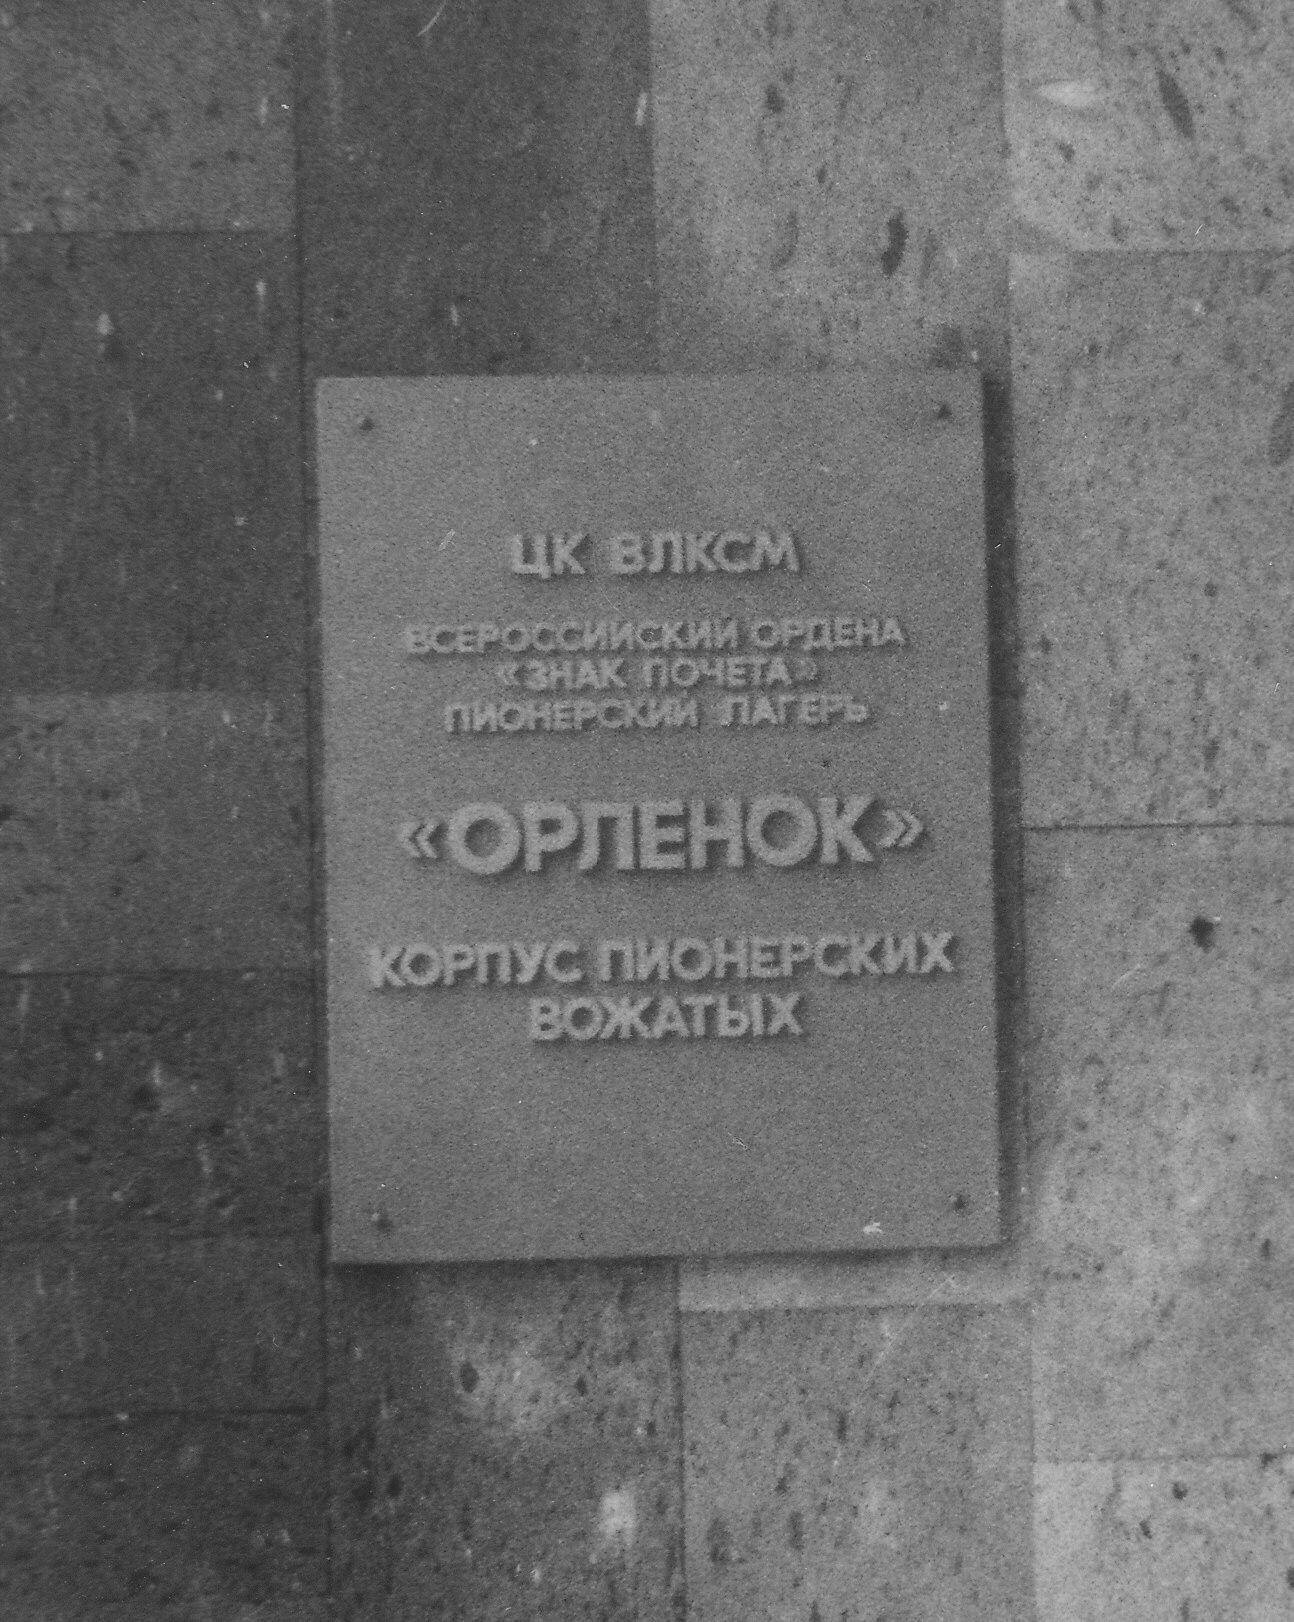 ЦК ВЛКСМ
ВСЕРОССИЙСКИЙ ОРДЕНА
«ЗНАК ПОЧЕТА»
ПИОНЕРСКИЙ ЛАГЕРЬ
«ОРЛЕНОК»
КОРПУС ПИОНЕРСКИХ
ВОЖАТЫХ